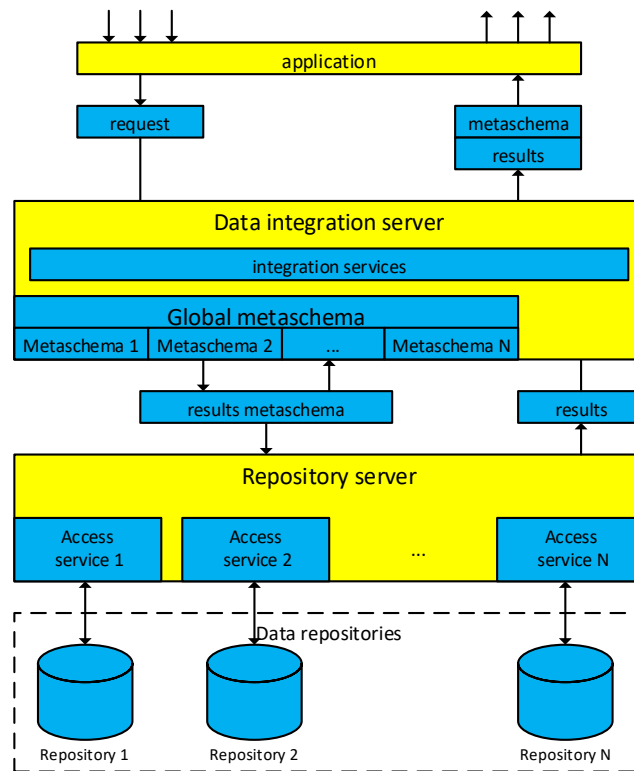 application
request
metaschema
results
Data integration server
integration services
Global metaschema
Metaschema 1
Metaschema 2
...
Metaschema N
results metaschema
results
Repository server
Access
service 1
Access
service 2
...
Access
service N
Data repositories
Repository 1
Repository 2
Repository N